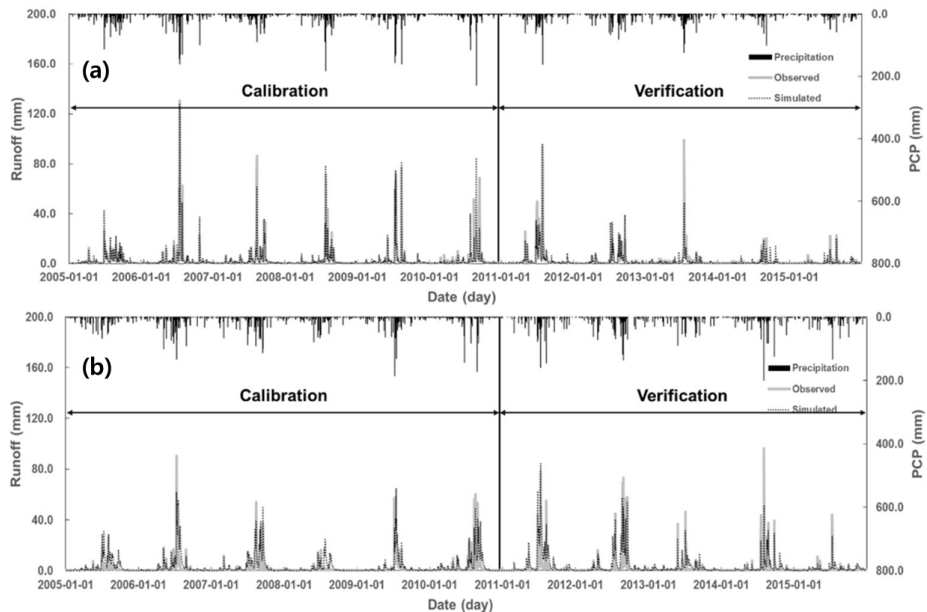 200.0
160.0
120.0
80.0
40.0
0.0
Runoff (mm)
(a)
Calibration
Verification
Precipitation
Observed
Simulated
0.0
200.0
400.0
600.0
800.0
PCP (mm)
2005-01-01 2006-01-01 2007-01-01 2008-01-01 2009-01-01 2010-01-01 2011-01-01 2012-01-01 2013-01-01 2014-01-01 2015-01-01
Date (day)
200.0
160.0
120.0
80.0
40.0
0.0
Runoff (mm)
(b)
Calibration
Verification
Precipitation
Observed
Simulated
0.0
200.0
400.0
600.0
800.0
PCP (mm)
2005-01-01 2006-01-01 2007-01-01 2008-01-01 2009-01-01 2010-01-01 2011-01-01 2012-01-01 2013-01-01 2014-01-01 2015-01-01
Date (day)